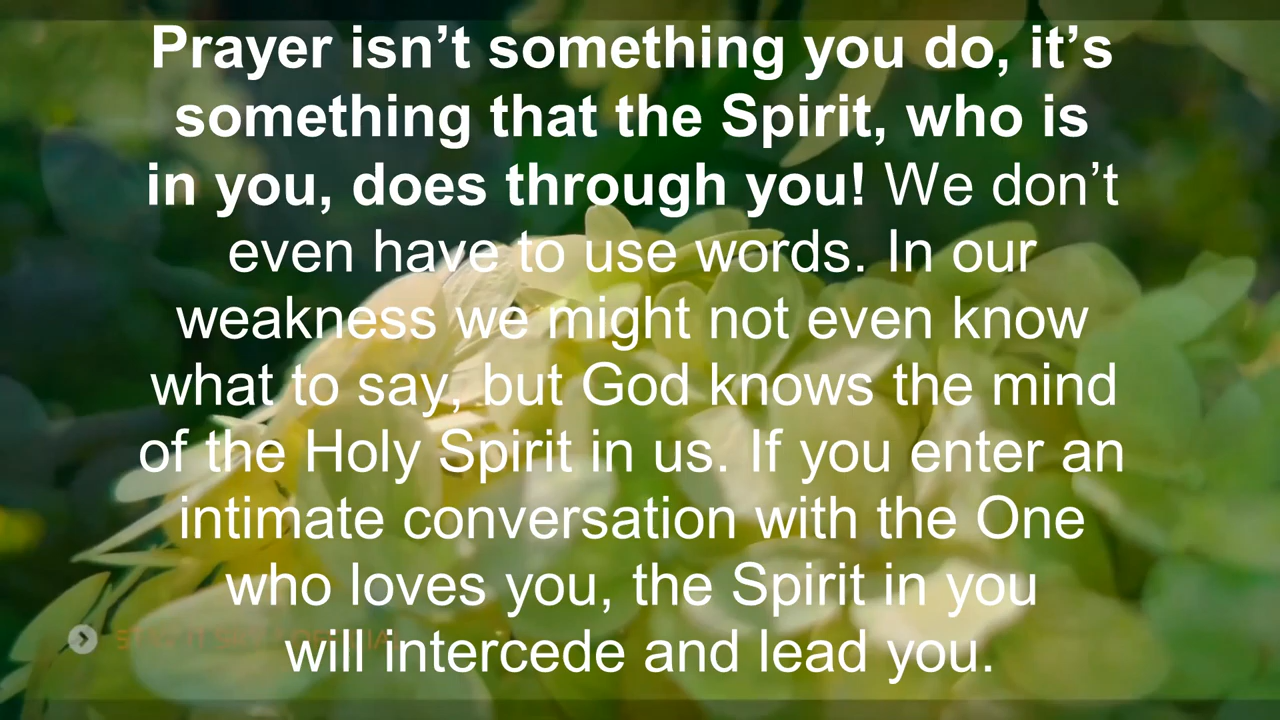 Prayer isn’t something you do, it’s
something that the Spirit, who is
in you, does through you! We don’t
even have to use words. In our
weakness we might not even know
what to say, but God knows the mind
of the Holy Spirit in us. If you enter an
intimate conversation with the One
who loves you, the Spirit in you
will intercede and lead you.